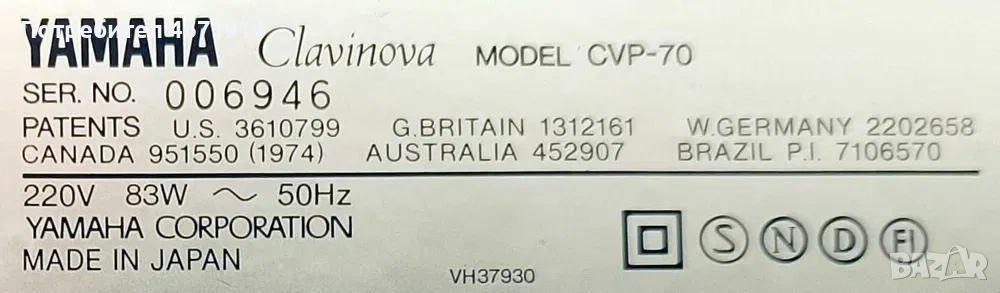 YAMAHA Clavinova MODEL CVP-70
SER. NO. 006946
PATENTS U.S. 3610799 G.BRITAIN 1312161 W.GERMANY 2202658
CANADA 951550 (1974) AUSTRALIA 452907 BRAZIL P.I. 7106570
220V 83W ~ 50Hz
YAMAHA CORPORATION
MADE IN JAPAN
S N D FI
VH37930
BAZAR